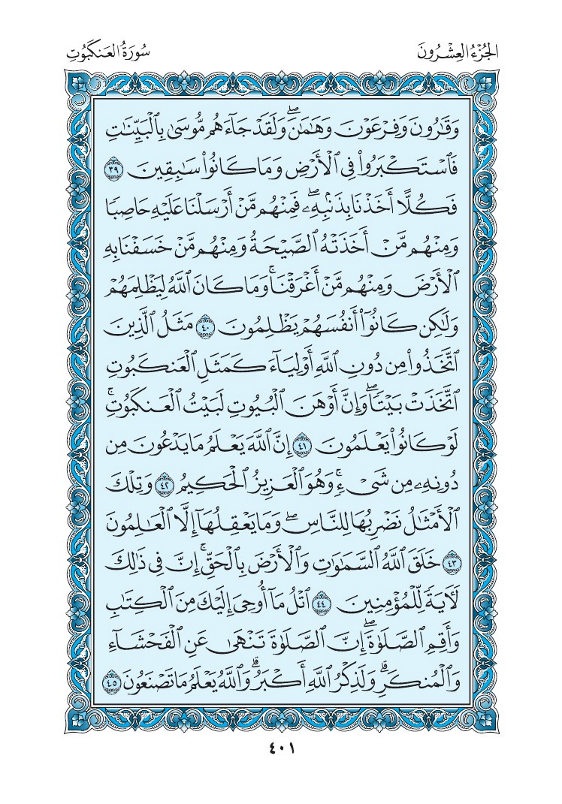 الجُزْءُ العِشْرُونَ
سُورَةُ العَنكَبُوتِ
وَقَٰرُونَ وَفِرْعَوْنَ وَهَٰمَٰنَۖ وَلَقَدْ جَآءَهُم مُّوسَىٰ بِٱلْبَيِّنَٰتِ
فَٱسْتَكْبَرُوا۟ فِى ٱلْأَرْضِ وَمَا كَانُوا۟ سَٰبِقِينَ ٣٩
فَكُلًّا أَخَذْنَا بِذَنۢبِهِۦۖ فَمِنْهُم مَّنْ أَرْسَلْنَا عَلَيْهِ حَاصِبًا
وَمِنْهُم مَّنْ أَخَذَتْهُ ٱلصَّيْحَةُ وَمِنْهُم مَّنْ خَسَفْنَا بِهِ
ٱلْأَرْضَ وَمِنْهُم مَّنْ أَغْرَقْنَاۚ وَمَا كَانَ ٱللَّهُ لِيَظْلِمَهُمْ
وَلَٰكِن كَانُوٓا۟ أَنفُسَهُمْ يَظْلِمُونَ ٤٠ مَثَلُ ٱلَّذِينَ
ٱتَّخَذُوا۟ مِن دُونِ ٱللَّهِ أَوْلِيَآءَ كَمَثَلِ ٱلْعَنكَبُوتِ
ٱتَّخَذَتْ بَيْتًاۖ وَإِنَّ أَوْهَنَ ٱلْبُيُوتِ لَبَيْتُ ٱلْعَنكَبُوتِۚ
لَوْ كَانُوا۟ يَعْلَمُونَ ٤١ إِنَّ ٱللَّهَ يَعْلَمُ مَا يَدْعُونَ مِن
دُونِهِۦ مِن شَىْءٍۚ وَهُوَ ٱلْعَزِيزُ ٱلْحَكِيمُ ٤٢ وَتِلْكَ
ٱلْأَمْثَٰلُ نَضْرِبُهَا لِلنَّاسِۖ وَمَا يَعْقِلُهَآ إِلَّا ٱلْعَٰلِمُونَ
٤٣ خَلَقَ ٱللَّهُ ٱلسَّمَٰوَٰتِ وَٱلْأَرْضَ بِٱلْحَقِّۚ إِنَّ فِى ذَٰلِكَ
لَـَٔايَةً لِّلْمُؤْمِنِينَ ٤٤ ٱتْلُ مَآ أُوحِىَ إِلَيْكَ مِنَ ٱلْكِتَٰبِ
وَأَقِمِ ٱلصَّلَوٰةَۖ إِنَّ ٱلصَّلَوٰةَ تَنْهَىٰ عَنِ ٱلْفَحْشَآءِ
وَٱلْمُنكَرِۗ وَلَذِكْرُ ٱللَّهِ أَكْبَرُۗ وَٱللَّهُ يَعْلَمُ مَا تَصْنَعُونَ ٤٥
٤٠١